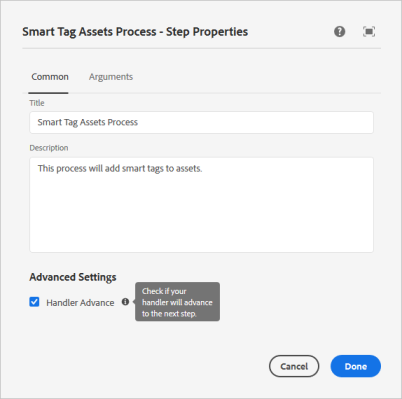 Smart Tag Assets Process - Step Properties
Common Arguments
Title
Smart Tag Assets Process
Description
This process will add smart tags to assets.
Advanced Settings
Handler Advance
Check if your
handler will advance
to the next step.
Cancel Done